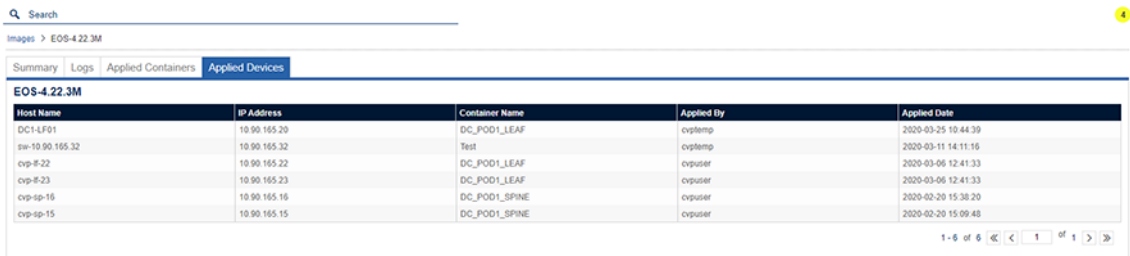 Search
4
Images > EOS-4.22.3M
Summary Logs Applied Containers Applied Devices
EOS-4.22.3M
Host Name IP Address Container Name Applied By Applied Date
DC1-LF01 10.90.165.20 DC_POD1_LEAF cvptemp 2020-03-25 10:44:39
sw-10.90.165.32 10.90.165.32 Test cvptemp 2020-03-11 14:11:16
cvp-lf-22 10.90.165.22 DC_POD1_LEAF cvpuser 2020-03-06 12:41:33
cvp-lf-23 10.90.165.23 DC_POD1_LEAF cvpuser 2020-03-06 12:41:33
cvp-sp-16 10.90.165.16 DC_POD1_SPINE cvpuser 2020-02-20 15:38:20
cvp-sp-15 10.90.165.15 DC_POD1_SPINE cvpuser 2020-02-20 15:09:48
1 - 6 of 6 « < 1 of 1 > »